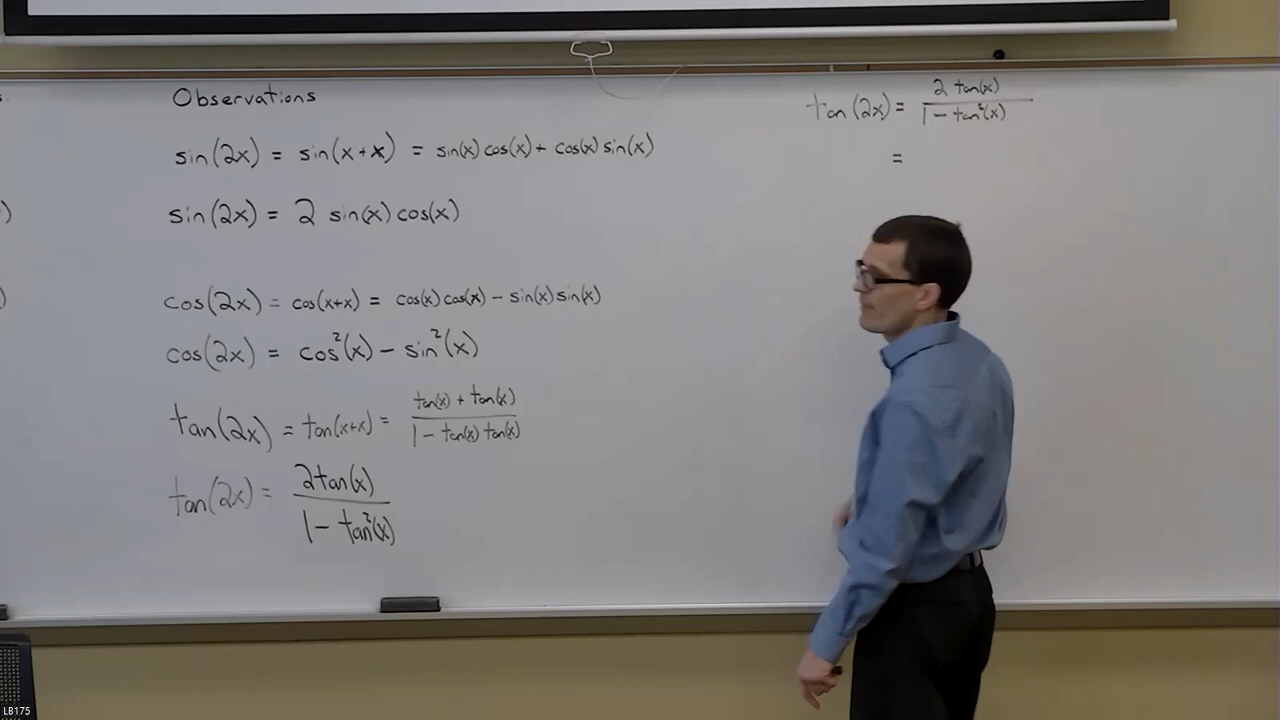 Observations
sin(2x) = sin(x+x) = sin(x) cos(x) + cos(x) sin(x)
sin(2x) = 2 sin(x) cos(x)
cos(2x) = cos(x+x) = cos(x) cos(x) - sin(x) sin(x)
cos(2x) = cos²(x) - sin²(x)
tan(2x) = tan(x+x) = tan(x) + tan(x) / 1 - tan(x) tan(x)
tan(2x) = 2tan(x) / 1 - tan²(x)
tan(2x) = 2 tan(x) / 1 - tan²(x)
=
LB175